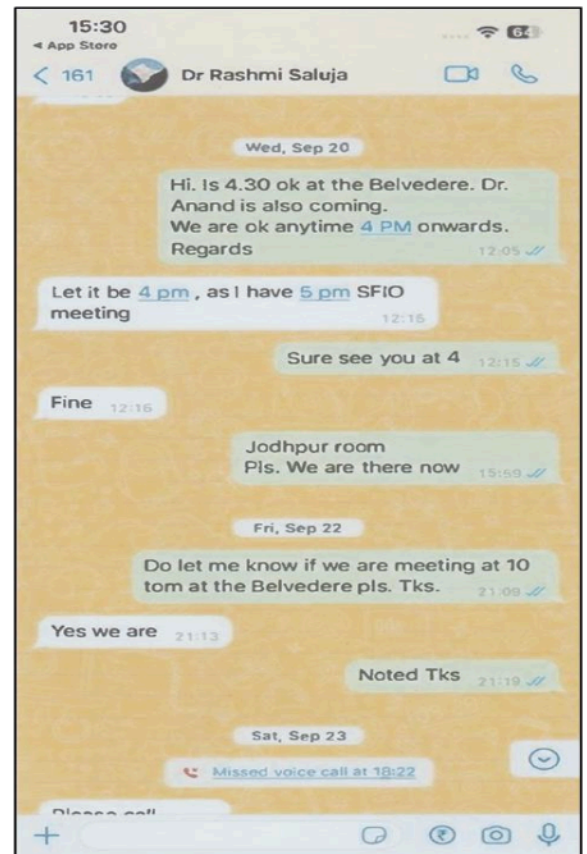 15:30
64
◄ App Store
161 Dr Rashmi Saluja
Wed, Sep 20
Hi. Is 4.30 ok at the Belvedere. Dr.
Anand is also coming.
We are ok anytime 4 PM onwards.
Regards 12:05
Let it be 4 pm , as I have 5 pm SFIO
meeting 12:15
Sure see you at 4 12:15
Fine 12:16
Jodhpur room
Pls. We are there now 15:59
Fri, Sep 22
Do let me know if we are meeting at 10
tom at the Belvedere pls. Tks. 21:09
Yes we are 21:13
Noted Tks 21:19
Sat, Sep 23
Missed voice call at 18:22
Please call